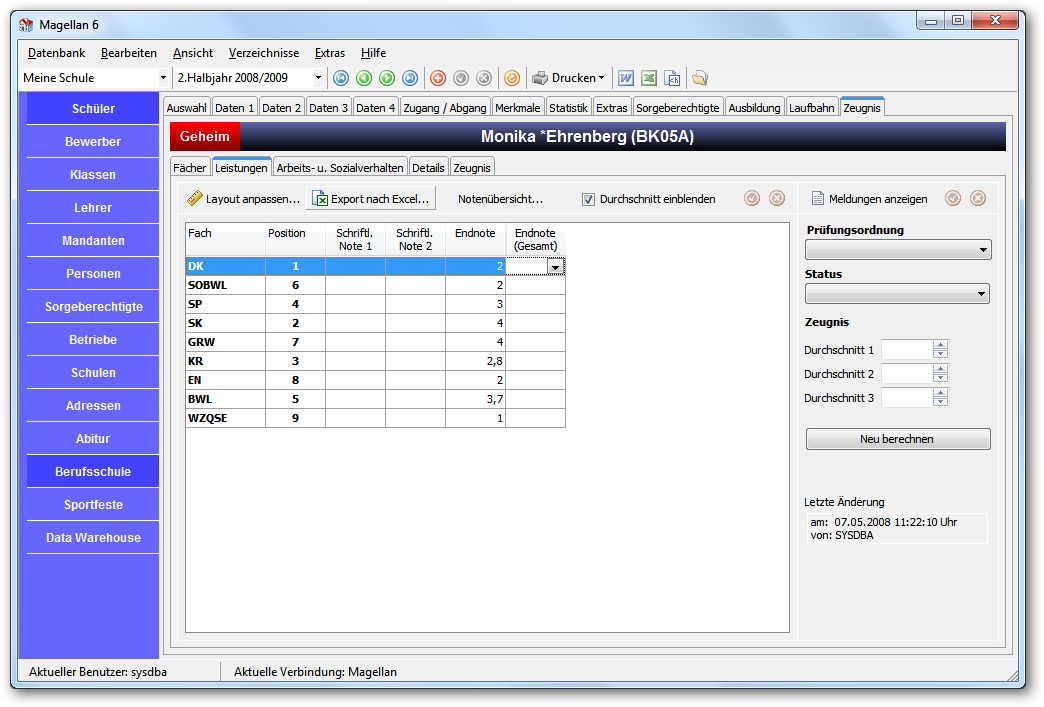 Magellan 6
Datenbank Bearbeiten Ansicht Verzeichnisse Extras Hilfe
Meine Schule 2.Halbjahr 2008/2009 Drucken
Schüler
Bewerber
Klassen
Lehrer
Mandanten
Personen
Sorgeberechtigte
Betriebe
Schulen
Adressen
Abitur
Berufsschule
Sportfeste
Data Warehouse
Auswahl Daten 1 Daten 2 Daten 3 Daten 4 Zugang / Abgang Merkmale Statistik Extras Sorgeberechtigte Ausbildung Laufbahn Zeugnis
Geheim Monika *Ehrenberg (BK05A)
Fächer Leistungen Arbeits- u. Sozialverhalten Details Zeugnis
Layout anpassen... Export nach Excel... Notenübersicht... Durchschnitt einblenden Meldungen anzeigen
Fach Position Schriftl. Note 1 Schriftl. Note 2 Endnote Endnote (Gesamt)
DK 1 2
SOBWL 6 2
SP 4 3
SK 2 4
GRW 7 4
KR 3 2,8
EN 8 2
BWL 5 3,7
WZQSE 9 1
Prüfungsordnung
Status
Zeugnis
Durchschnitt 1
Durchschnitt 2
Durchschnitt 3
Neu berechnen
Letzte Änderung
am: 07.05.2008 11:22:10 Uhr
von: SYSDBA
Aktueller Benutzer: sysdba Aktuelle Verbindung: Magellan